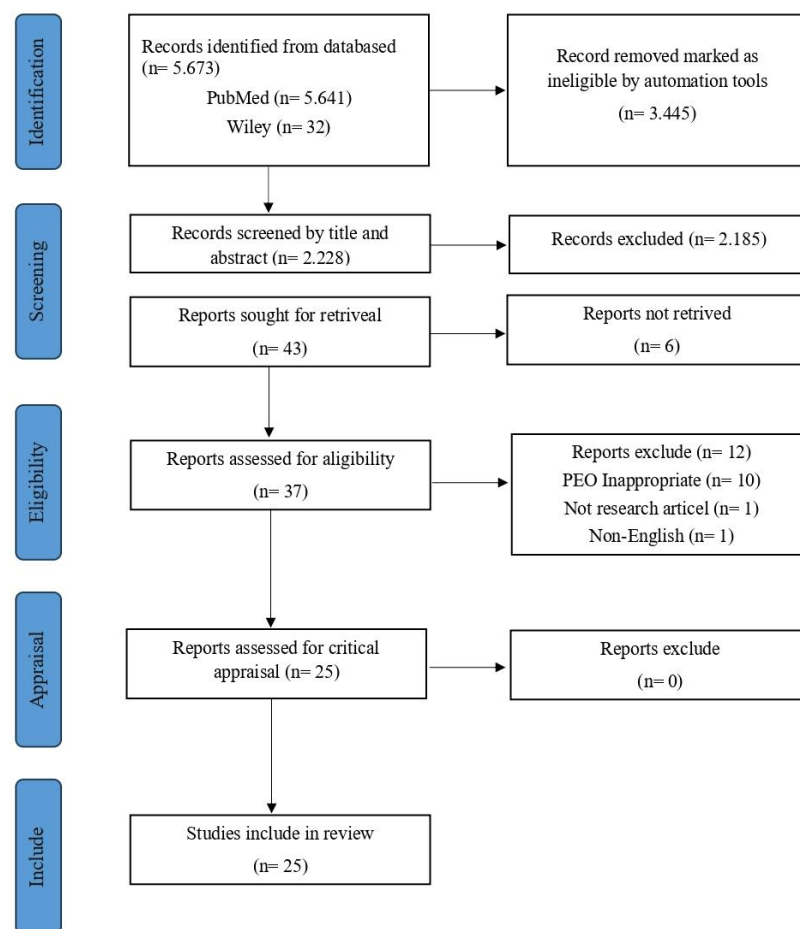 Identification
Records identified from databased
(n= 5.673)
PubMed (n= 5.641)
Wiley (n= 32)
Record removed marked as
ineligible by automation tools
(n= 3.445)
Screening
Records screened by title and
abstract (n= 2.228)
Records excluded (n= 2.185)
Reports sought for retriveal
(n= 43)
Reports not retrived
(n= 6)
Eligibility
Reports assessed for aligibility
(n= 37)
Reports exclude (n= 12)
PEO Inappropriate (n= 10)
Not research articel (n= 1)
Non-English (n= 1)
Appraisal
Reports assessed for critical
appraisal (n= 25)
Reports exclude
(n= 0)
Include
Studies include in review
(n= 25)